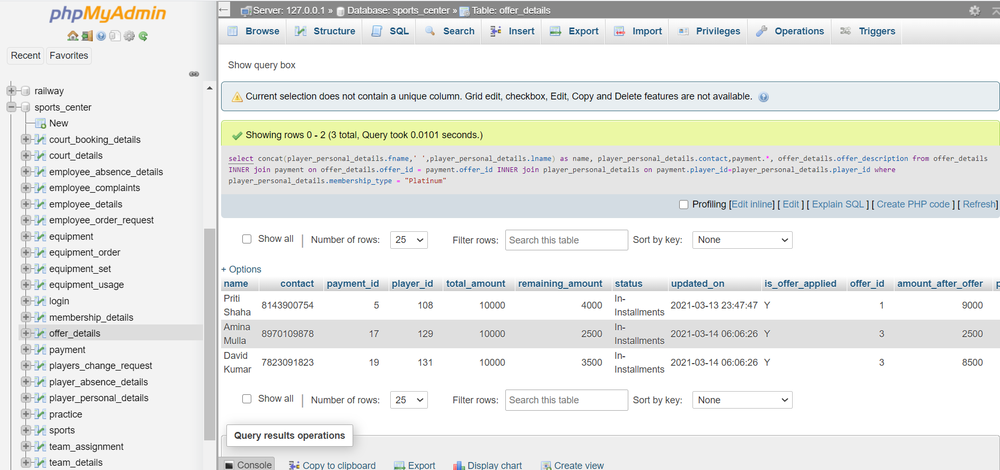 phpMyAdmin
Recent
Favorites
railway
sports_center
New
court_booking_details
court_details
employee_absence_details
employee_complaints
employee_details
employee_order_request
equipment
equipment_order
equipment_set
equipment_usage
login
membership_details
offer_details
payment
players_change_request
player_absence_details
player_personal_details
practice
sports
team_assignment
team_details
Server: 127.0.0.1 » Database: sports_center » Table: offer_details
Browse Structure SQL Search Insert Export Import Privileges Operations Triggers
Show query box
Current selection does not contain a unique column. Grid edit, checkbox, Edit, Copy and Delete features are not available.
Showing rows 0 - 2 (3 total, Query took 0.0101 seconds.)
select concat(player_personal_details.fname,' ',player_personal_details.lname) as name, player_personal_details.contact,payment.*, offer_details.offer_description from offer_details
INNER join payment on offer_details.offer_id = payment.offer_id INNER join player_personal_details on payment.player_id=player_personal_details.player_id where
player_personal_details.membership_type = "Platinum"
Profiling [Edit inline] [ Edit ] [ Explain SQL ] [ Create PHP code ] [ Refresh]
Show all | Number of rows: 25 Filter rows: Search this table Sort by key: None
+ Options
name contact payment_id player_id total_amount remaining_amount status updated_on is_offer_applied offer_id amount_after_offer p
Priti Shaha 8143900754 5 108 10000 4000 In-Installments 2021-03-13 23:47:47 Y 1 9000
Amina Mulla 8970109878 17 129 10000 2500 In-Installments 2021-03-14 06:06:26 Y 3 2500
David Kumar 7823091823 19 131 10000 3500 In-Installments 2021-03-14 06:06:26 Y 3 8500
Show all | Number of rows: 25 Filter rows: Search this table Sort by key: None
Query results operations
Console Copy to clipboard Export Display chart Create view